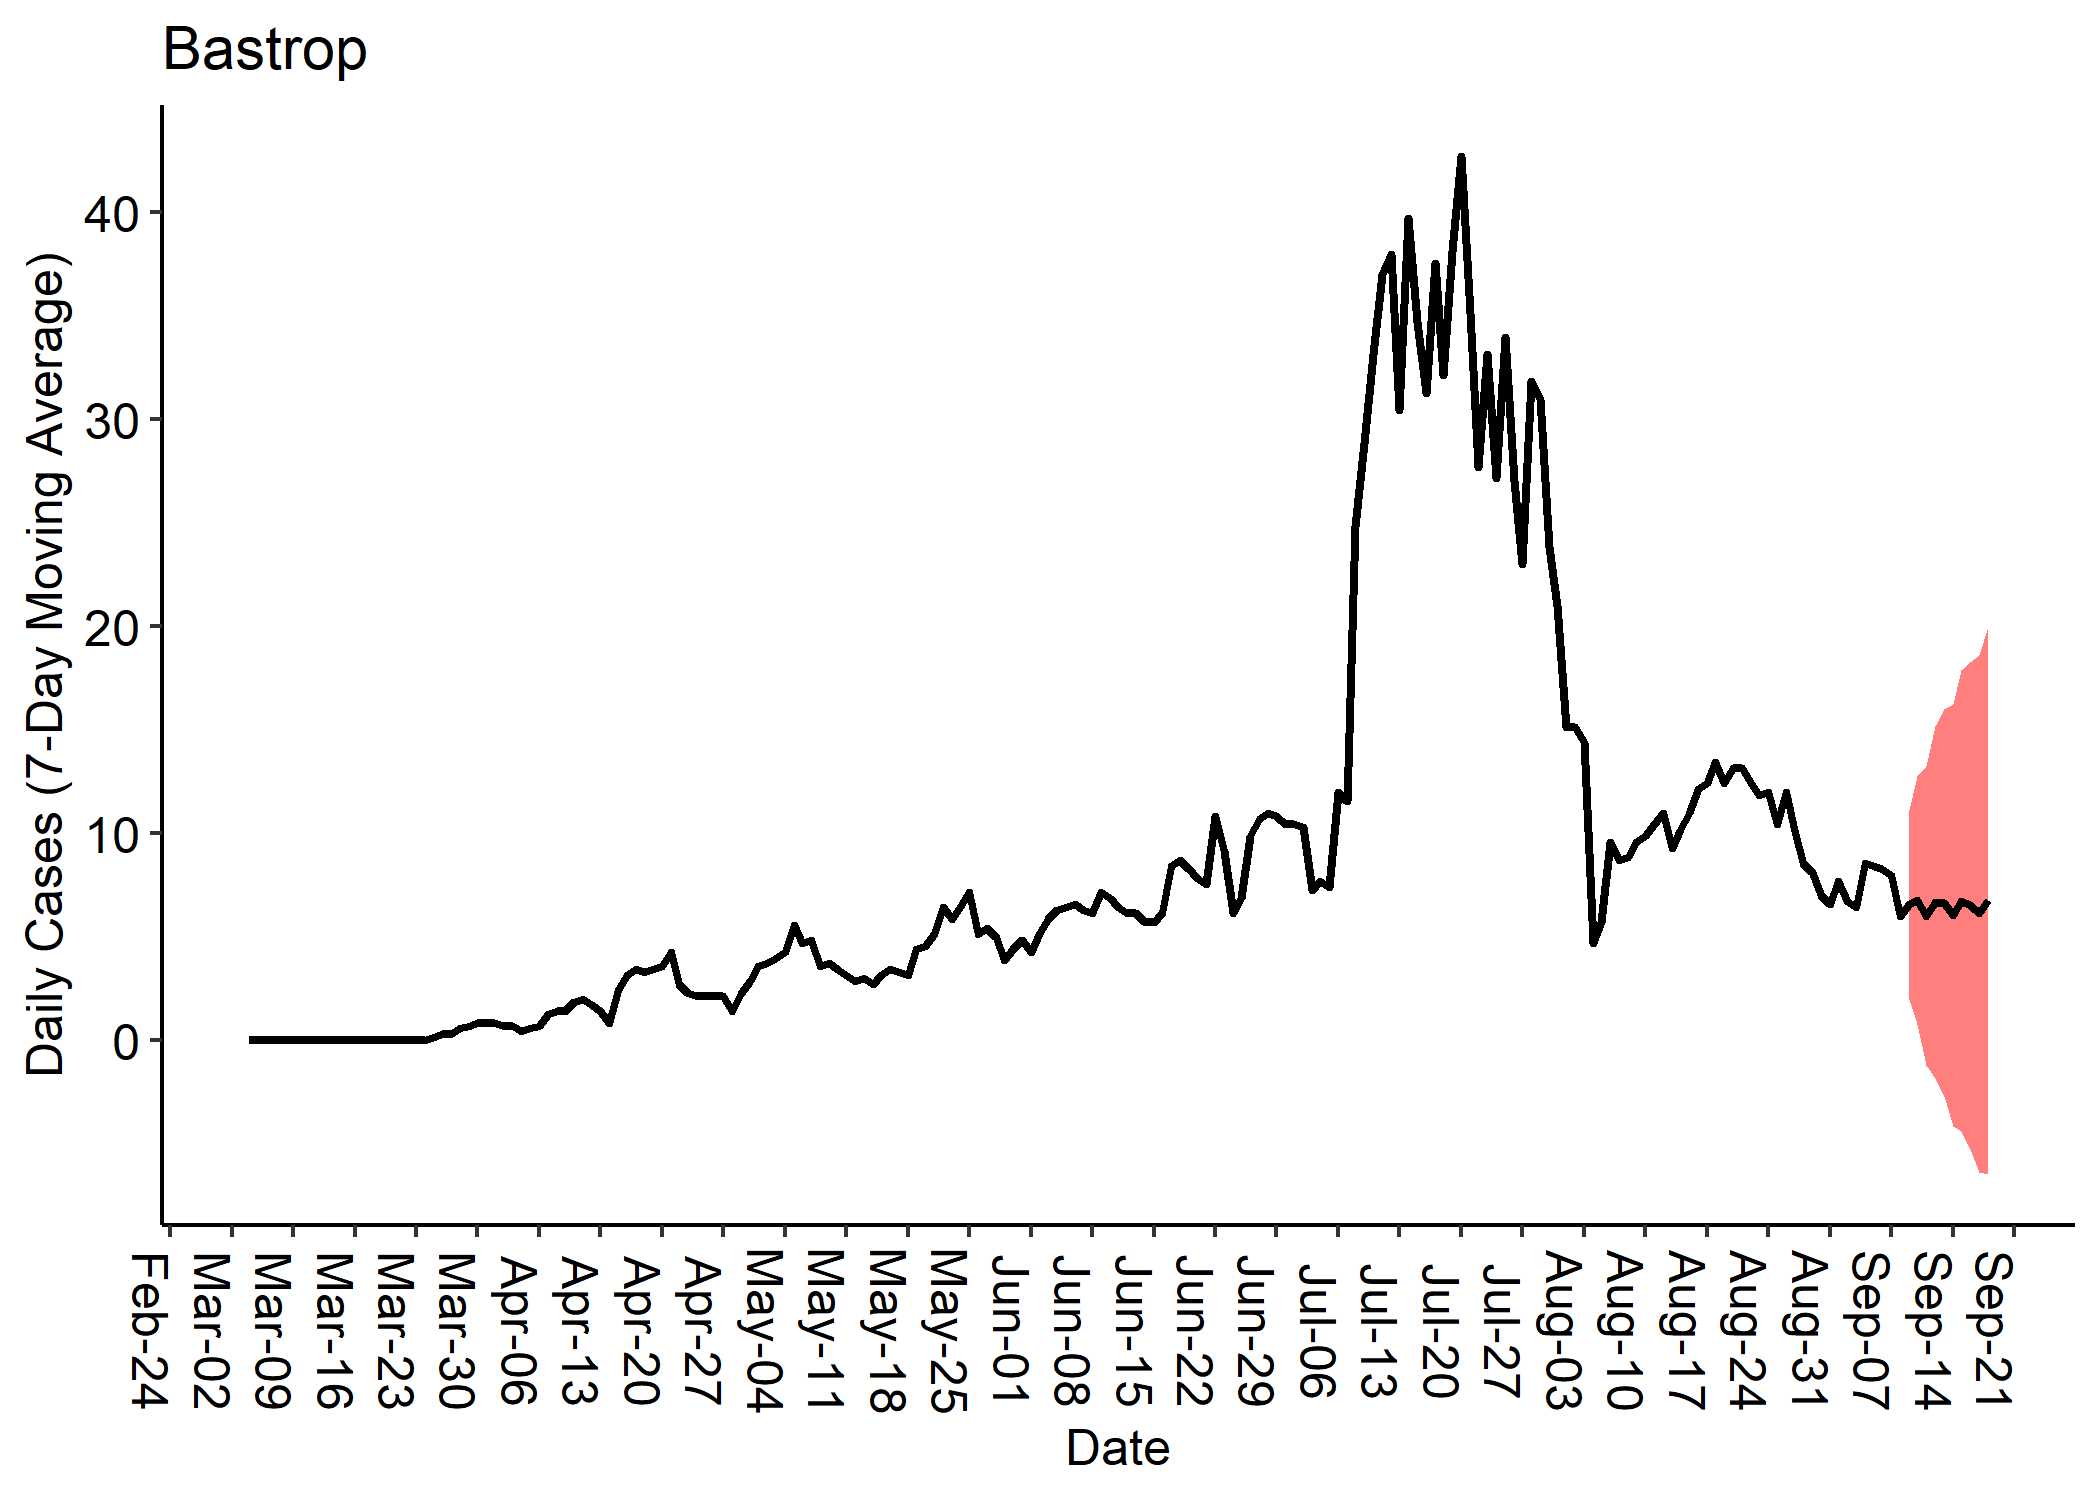 Bastrop
Daily Cases (7-Day Moving Average)
40
30
20
10
0
Feb-24
Mar-02
Mar-09
Mar-16
Mar-23
Mar-30
Apr-06
Apr-13
Apr-20
Apr-27
May-04
May-11
May-18
May-25
Jun-01
Jun-08
Jun-15
Jun-22
Jun-29
Jul-06
Jul-13
Jul-20
Jul-27
Aug-03
Aug-10
Aug-17
Aug-24
Aug-31
Sep-07
Sep-14
Sep-21
Date